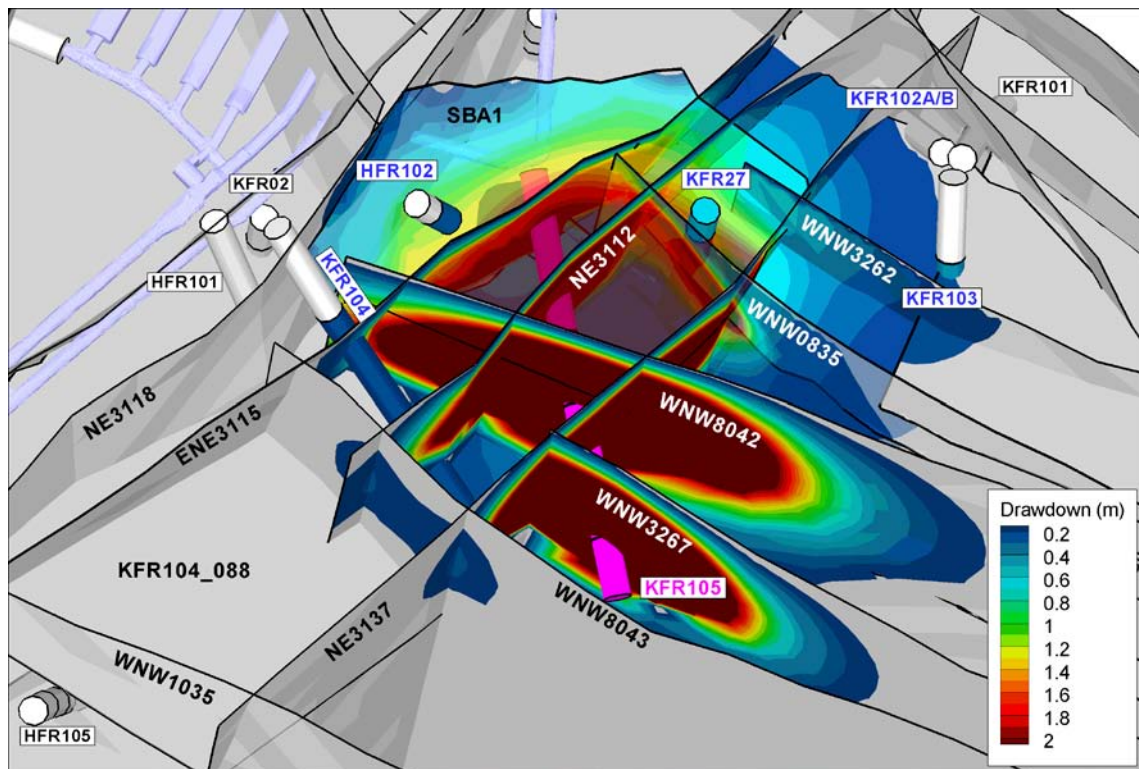 KFR101
KFR102A/B
SBA1
HFR102
KFR27
KFR02
WNW3262
HFR101
NE3112
KFR104
KFR103
WNW0835
NE3118
ENE3115
WNW8042
WNW3267
KFR104_088
KFR105
WNW8043
NE3137
WNW1035
HFR105
Drawdown (m)
0.2
0.4
0.6
0.8
1
1.2
1.4
1.6
1.8
2